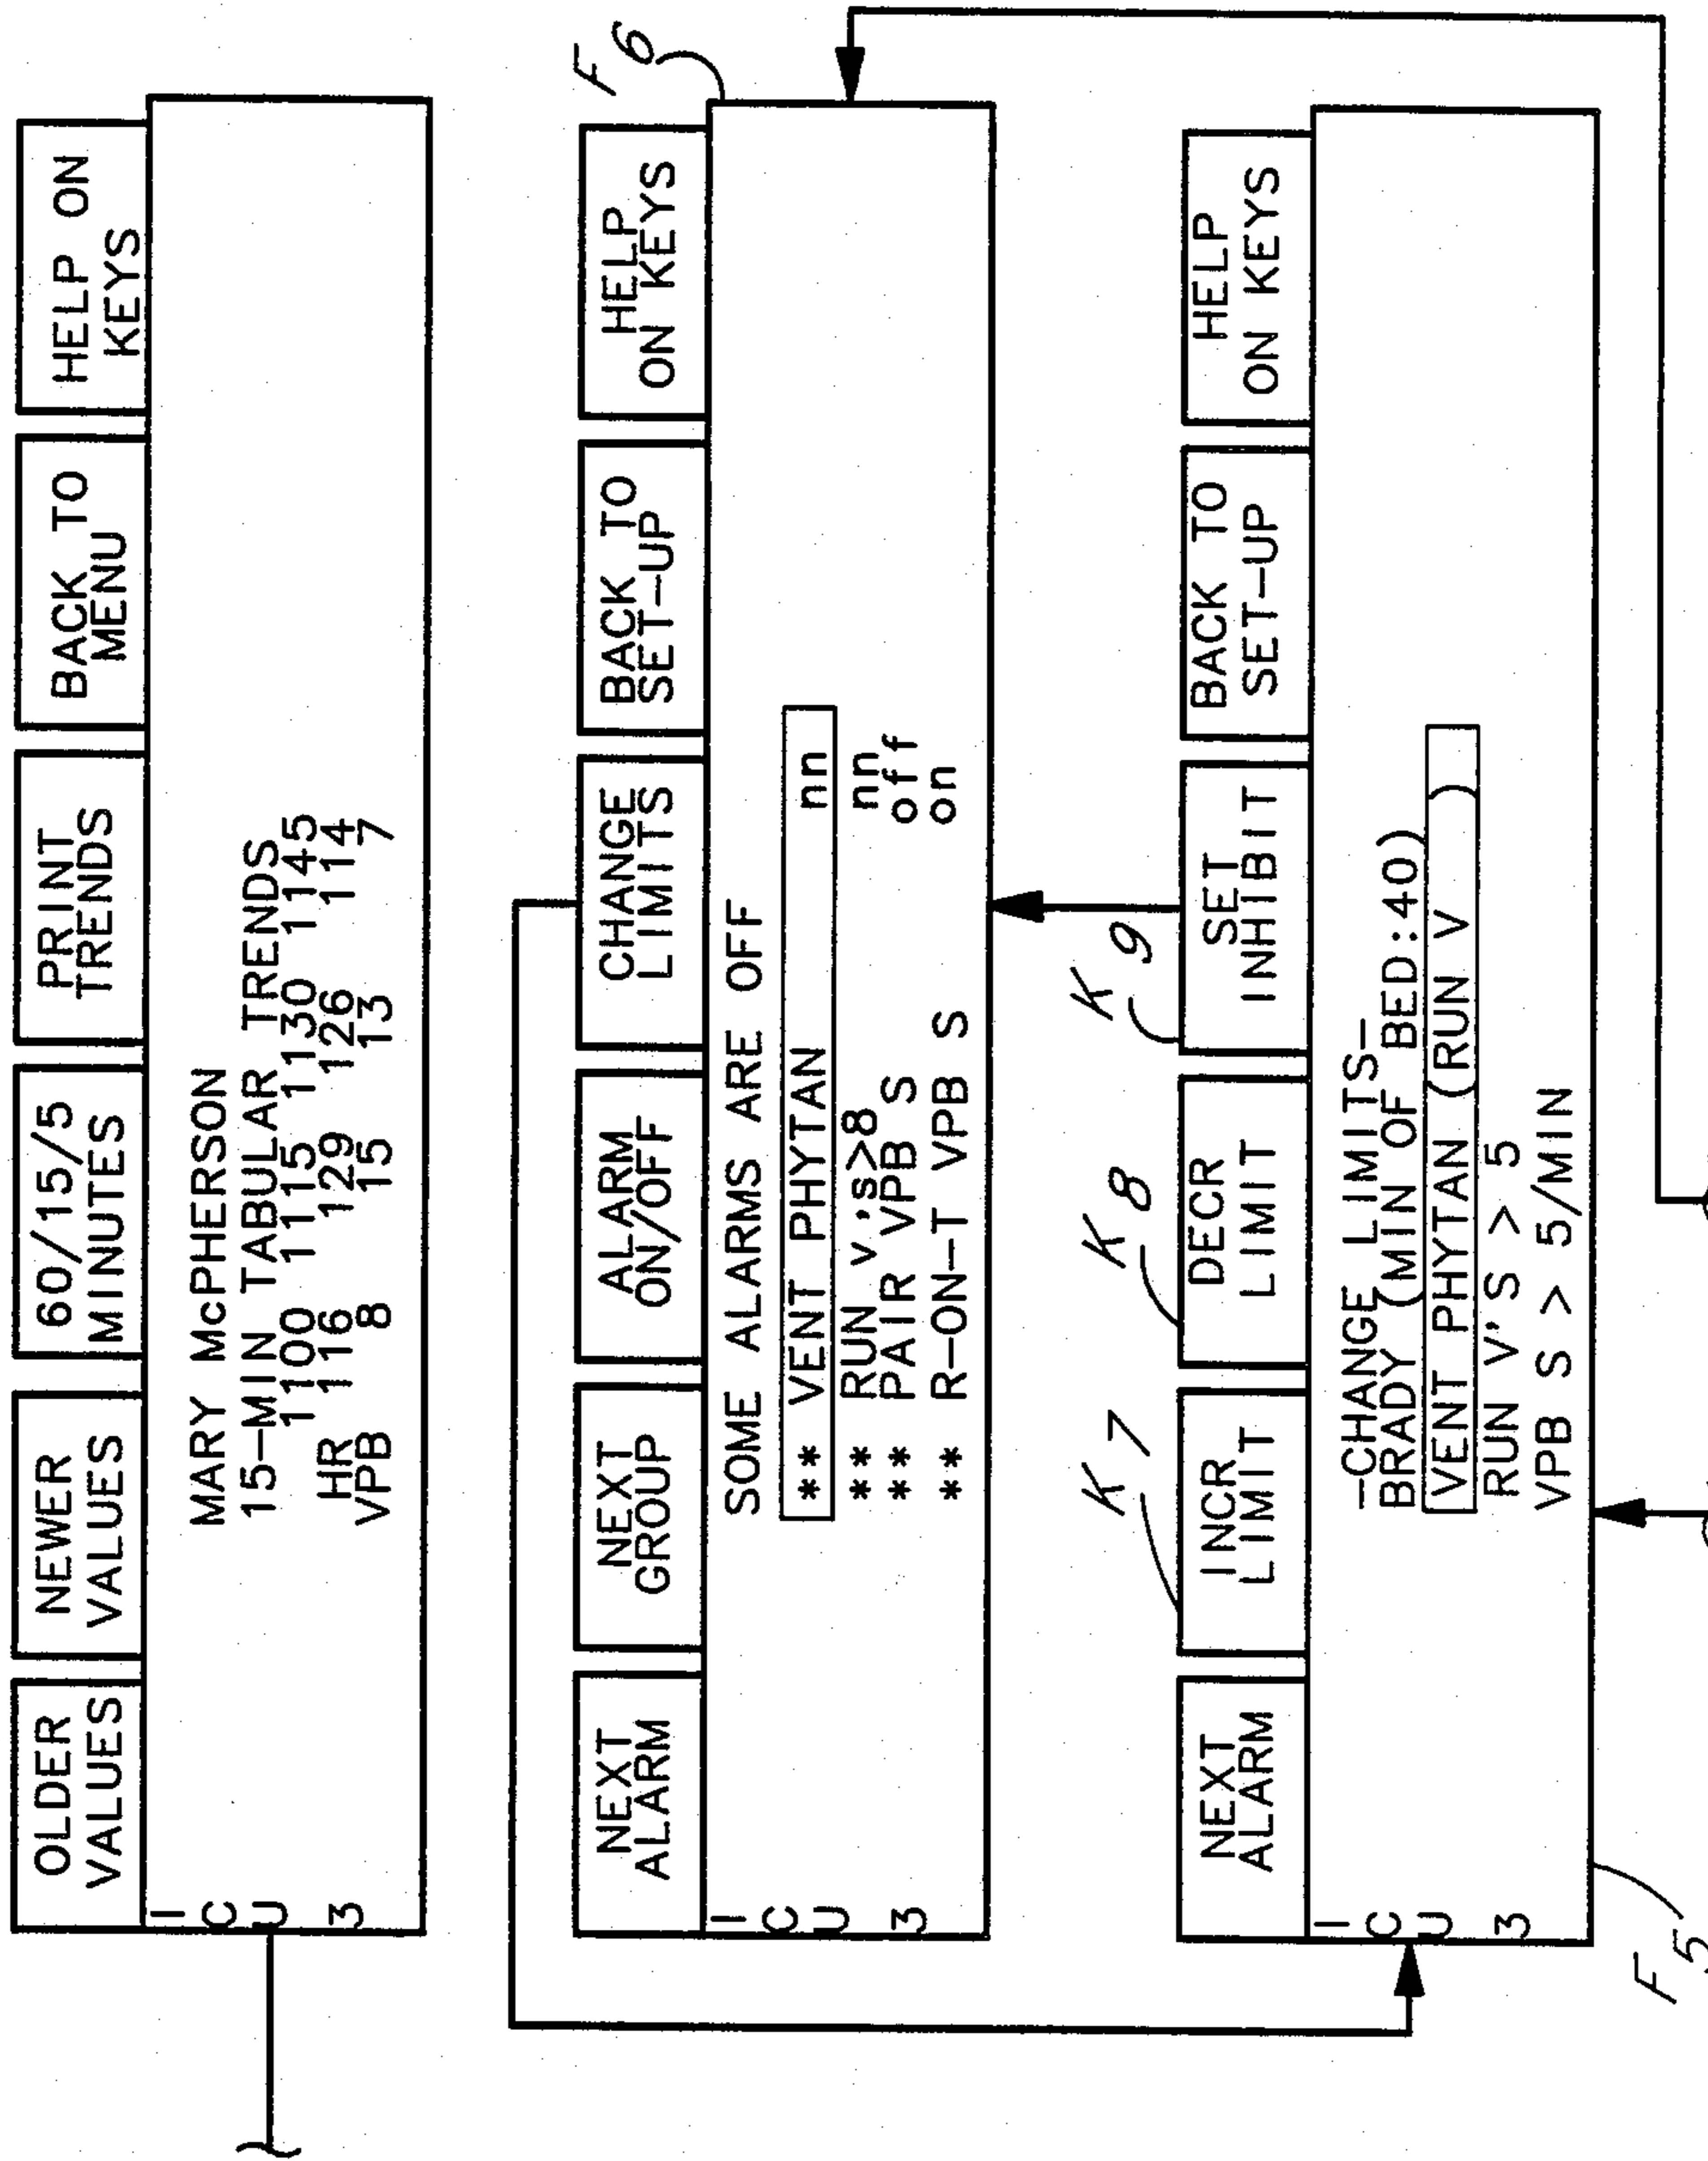 OLDER
VALUES
NEWER
VALUES
60/15/5
MINUTES
PRINT
TRENDS
BACK TO
MENU
HELP ON
KEYS
I
C
U
3
MARY McPHERSON
15-MIN TABULAR TRENDS
1100 1115 1130 1145
HR 116 129 126 114
VPB 8 15 13 7
F6
NEXT
ALARM
NEXT
GROUP
ALARM
ON/OFF
CHANGE
LIMITS
BACK TO
SET-UP
HELP
ON KEYS
I
C
U
3
SOME ALARMS ARE OFF
** VENT PHYTAN nn
** RUN v's>8 nn
** PAIR VPB S off
** R-ON-T VPB S on
K7
K8
K9
NEXT
ALARM
INCR
LIMIT
DECR
LIMIT
SET
INHIBIT
BACK TO
SET-UP
HELP
ON KEYS
I
C
U
3
-CHANGE LIMITS-
BRADY (MIN OF BED:40)
VENT PHYTAN (RUN V )
RUN V'S > 5
VPB S > 5/MIN
F5